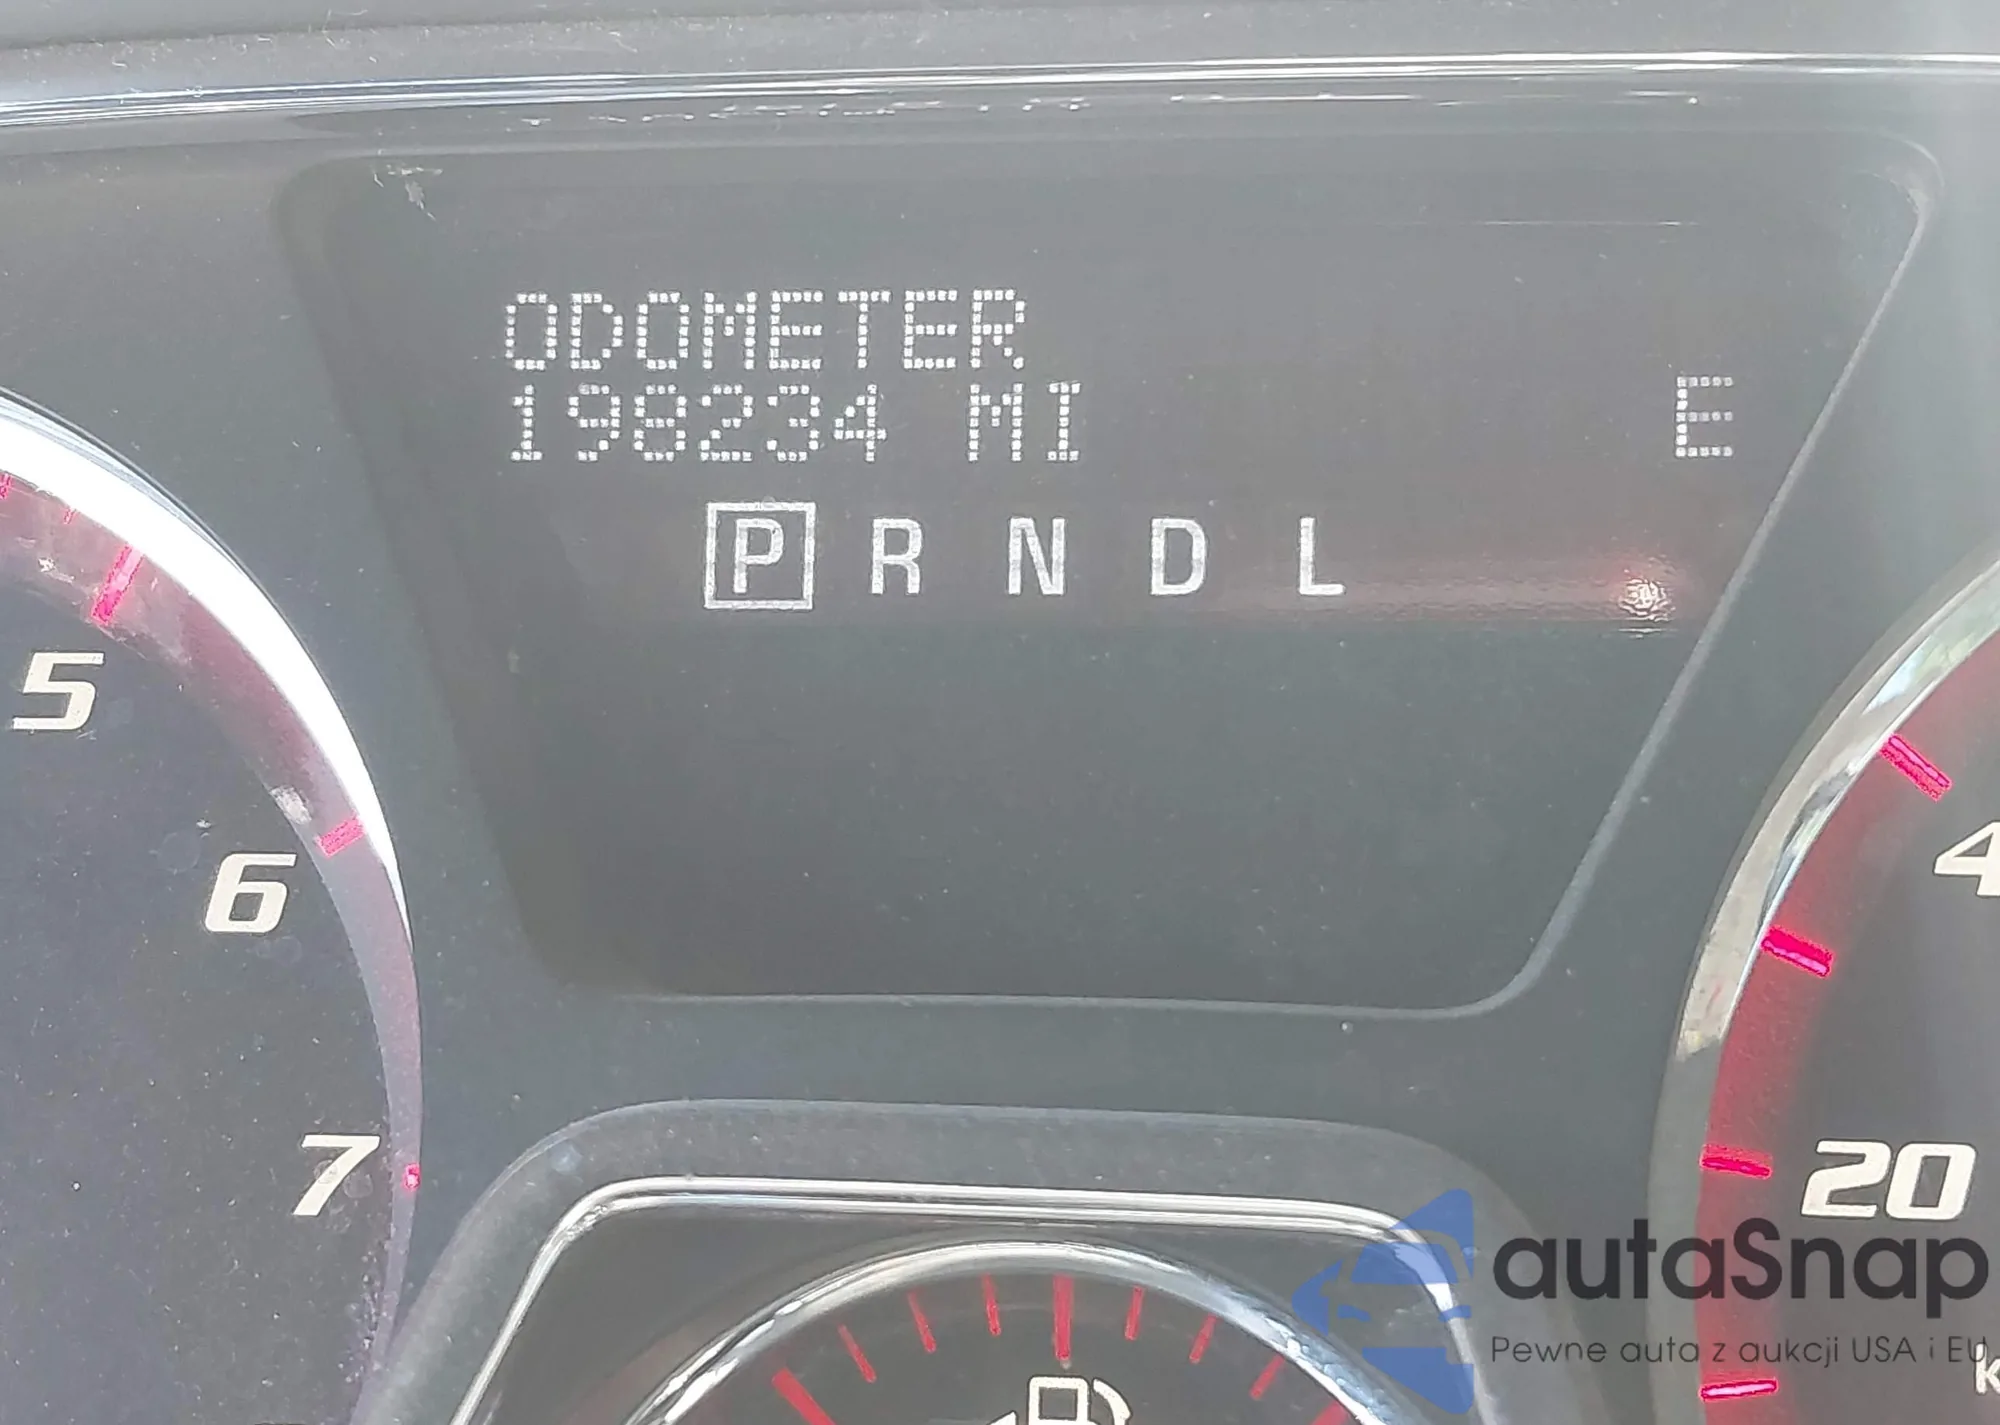 ODOMETER
198234 MI
E
P R N D L
5
6
7
4
20
autaSnap
Pewne auta z aukcji USA i EU
k